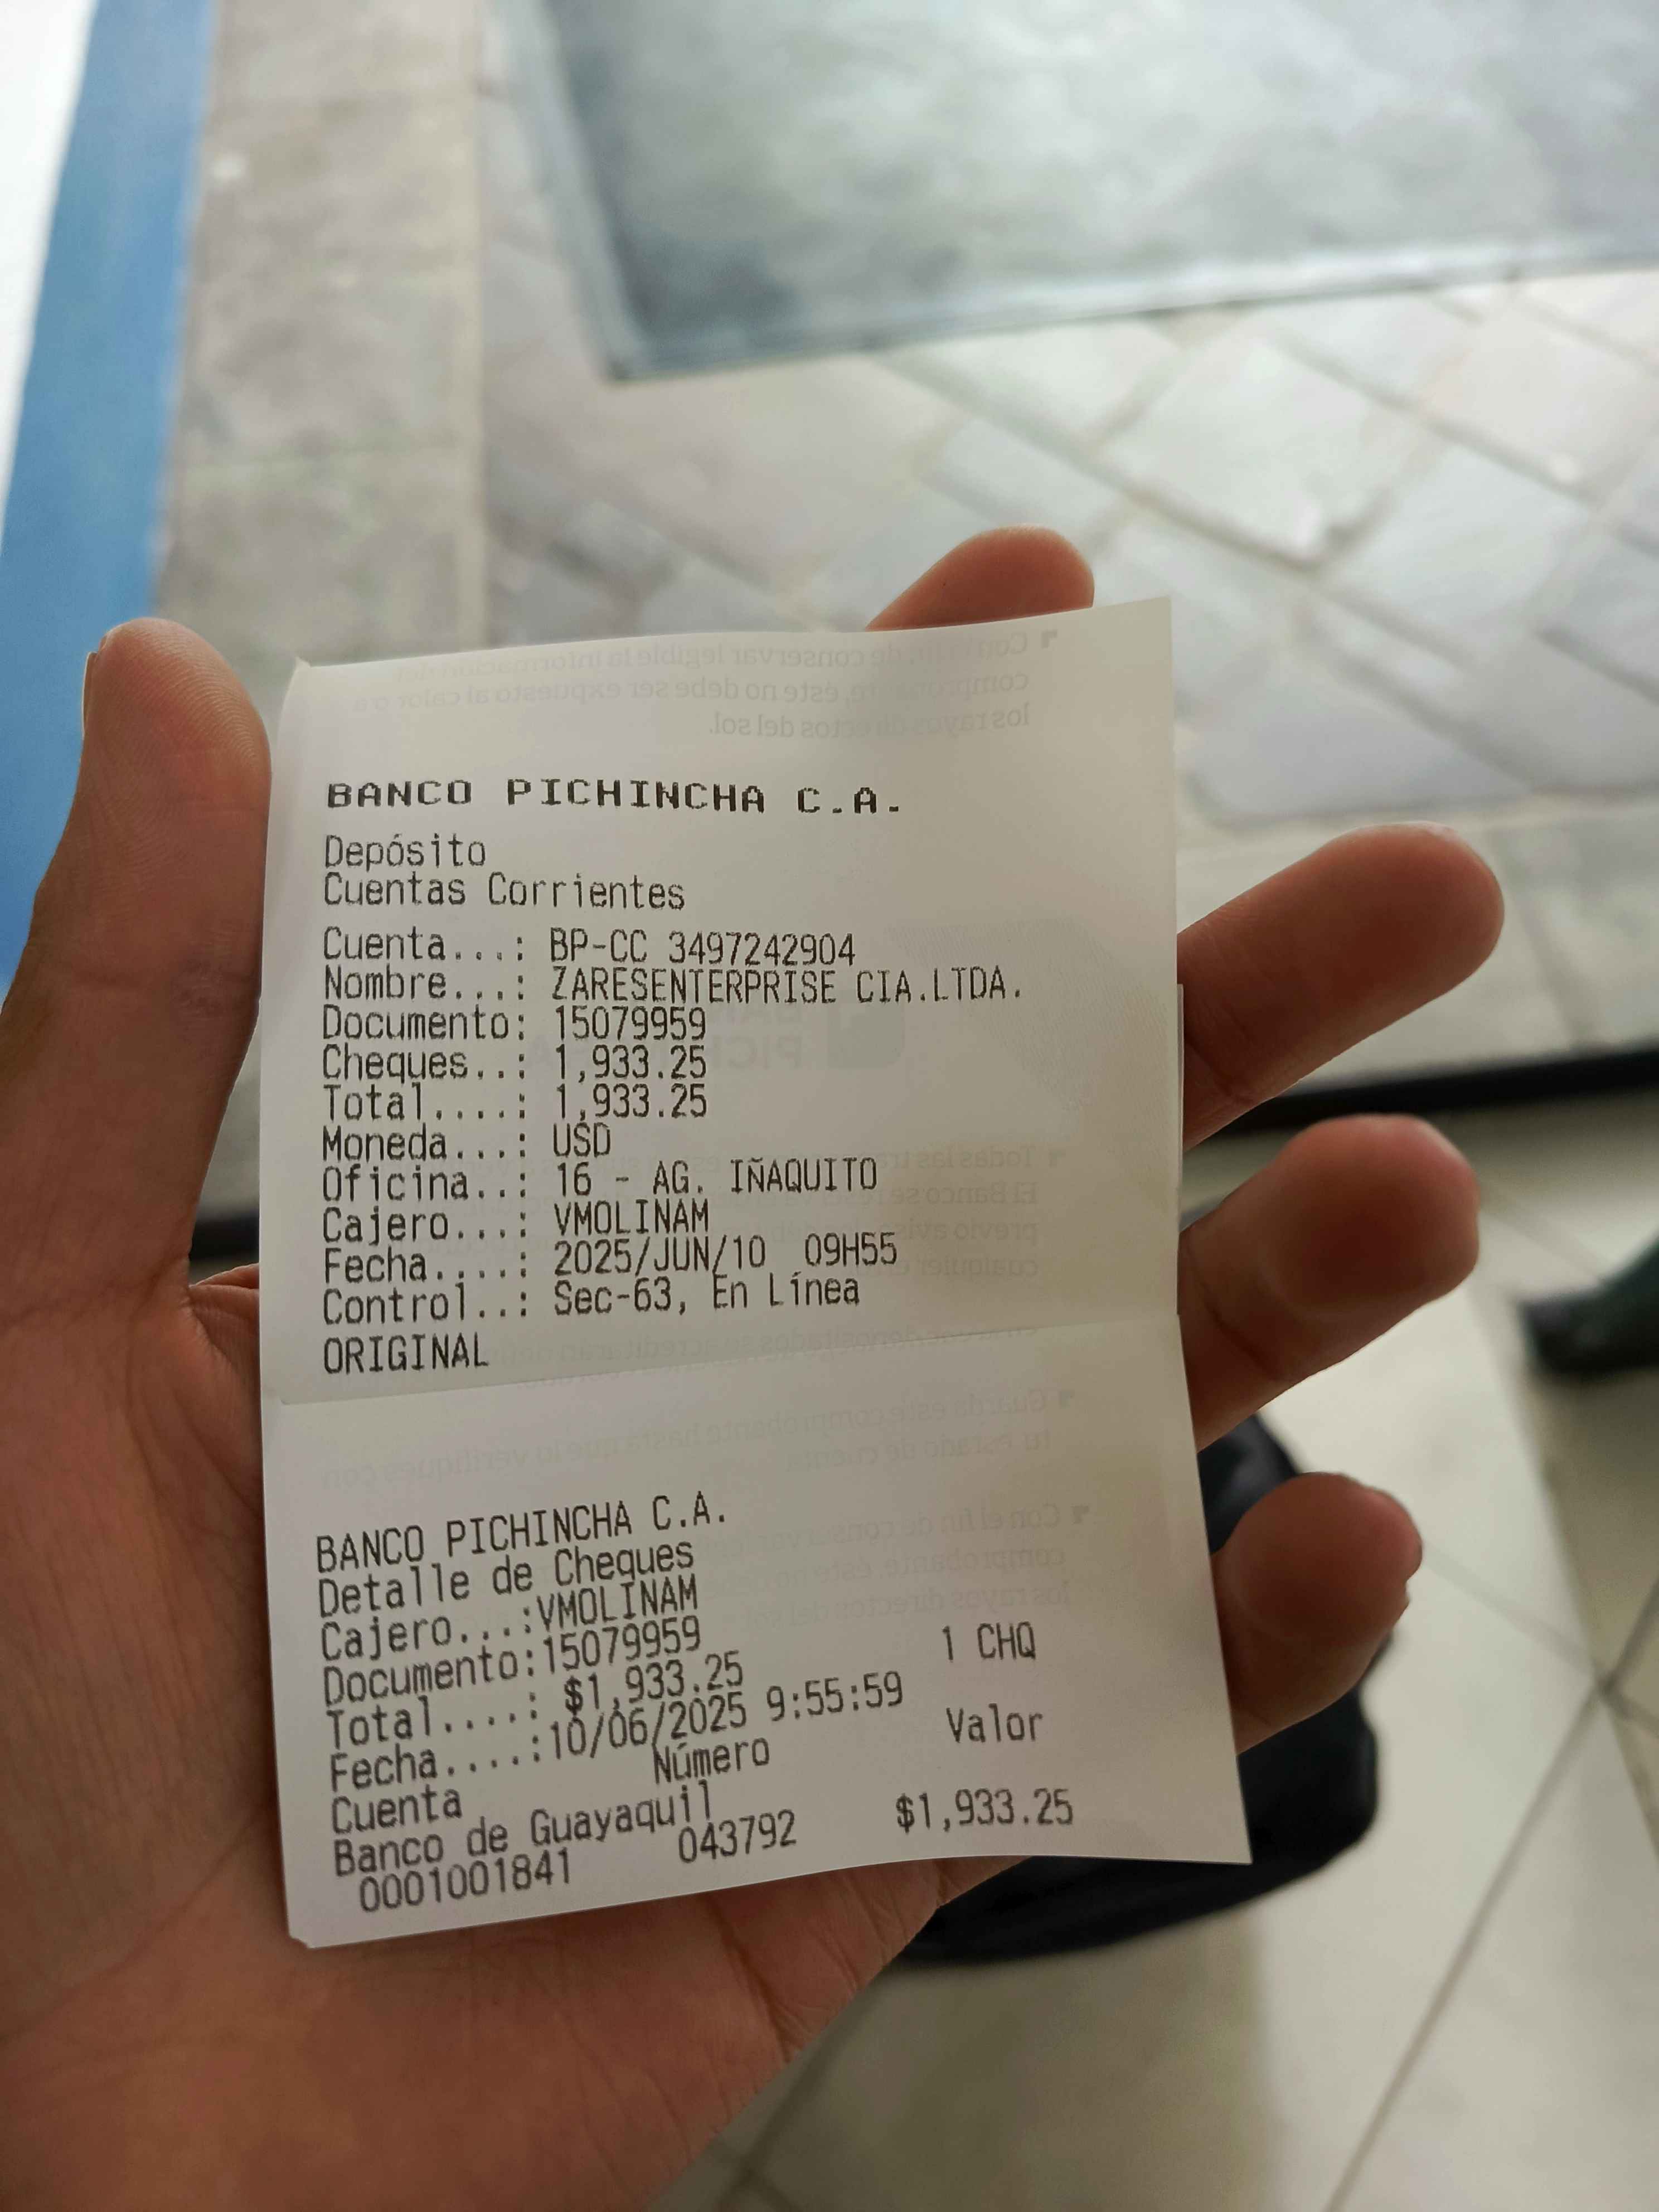 BANCO PICHINCHA C.A.
Depósito
Cuentas Corrientes
Cuenta...: BP-CC 3497242904
Nombre...: ZARESENTERPRISE CIA.LTDA.
Documento: 15079959
Cheques..: 1,933.25
Total....: 1,933.25
Moneda...: USD
Oficina..: 16 - AG. IÑAQUITO
Cajero...: VMOLINAM
Fecha....: 2025/JUN/10 09H55
Control..: Sec-63, En Línea
ORIGINAL
BANCO PICHINCHA C.A.
Detalle de Cheques
Cajero...:VMOLINAM
Documento:15079959 1 CHQ
Total....: $1,933.25
Fecha....:10/06/2025 9:55:59
Cuenta Número Valor
Banco de Guayaquil
0001001841 043792 $1,933.25